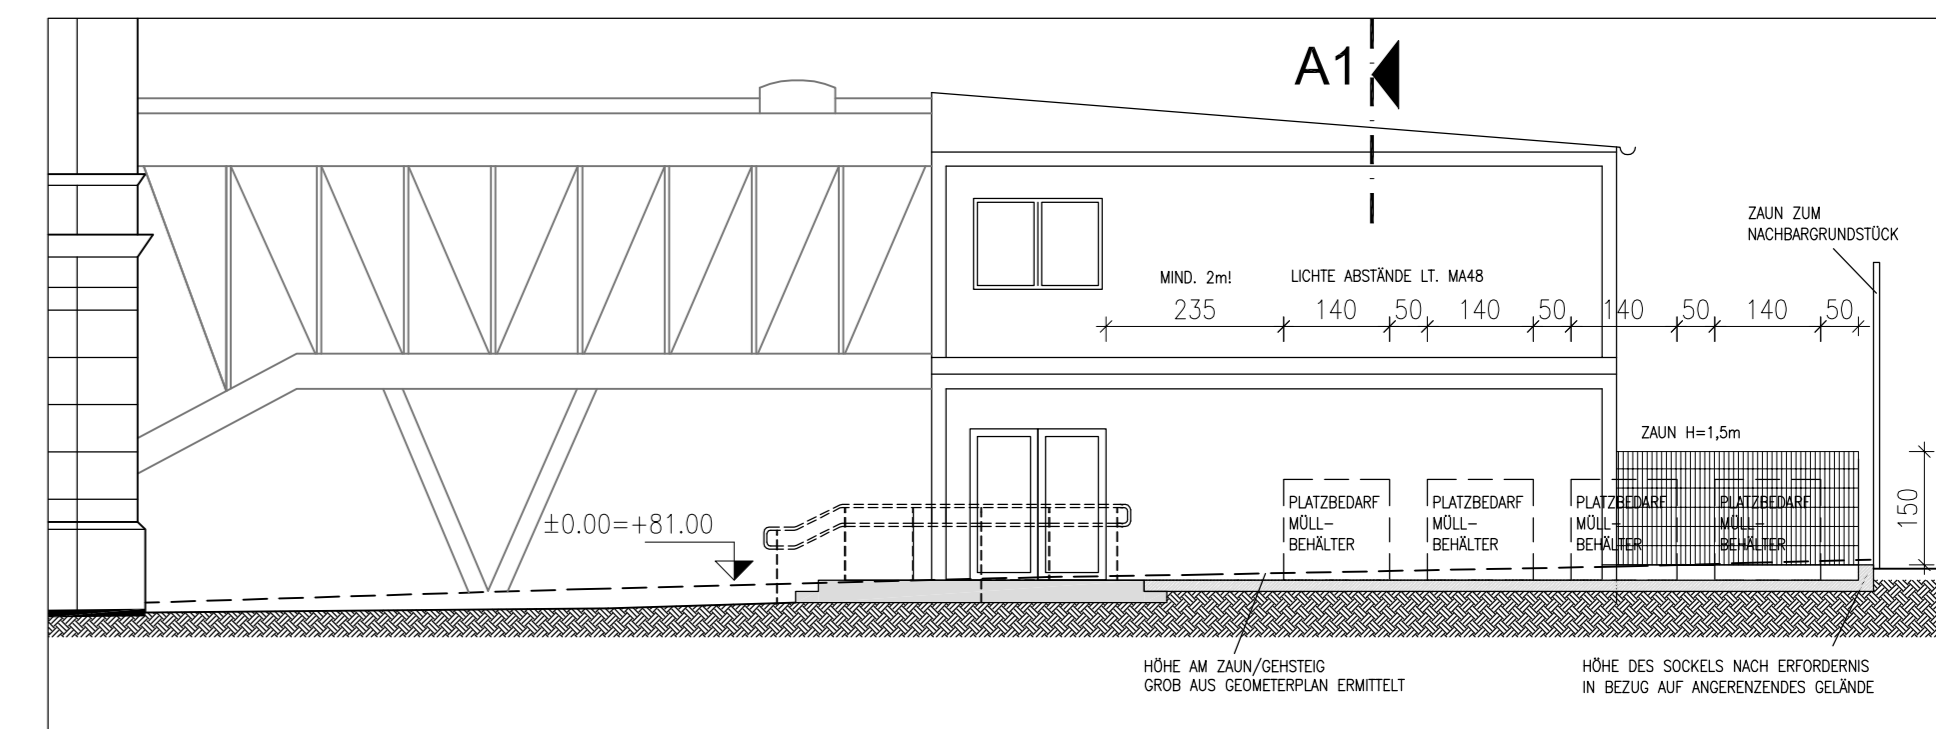 A1
ZAUN ZUM
NACHBARGRUNDSTÜCK
MIND. 2m!
LICHTE ABSTÄNDE LT. MA48
235 140 50 140 50 140 50 140 50
ZAUN H=1,5m
150
±0.00=+81.00
PLATZBEDARF
MÜLL-
BEHÄLTER
PLATZBEDARF
MÜLL-
BEHÄLTER
PLATZBEDARF
MÜLL-
BEHÄLTER
PLATZBEDARF
MÜLL-
BEHÄLTER
HÖHE AM ZAUN/GEHSTEIG
GROB AUS GEOMETERPLAN ERMITTELT
HÖHE DES SOCKELS NACH ERFORDERNIS
IN BEZUG AUF ANGERENZENDES GELÄNDE